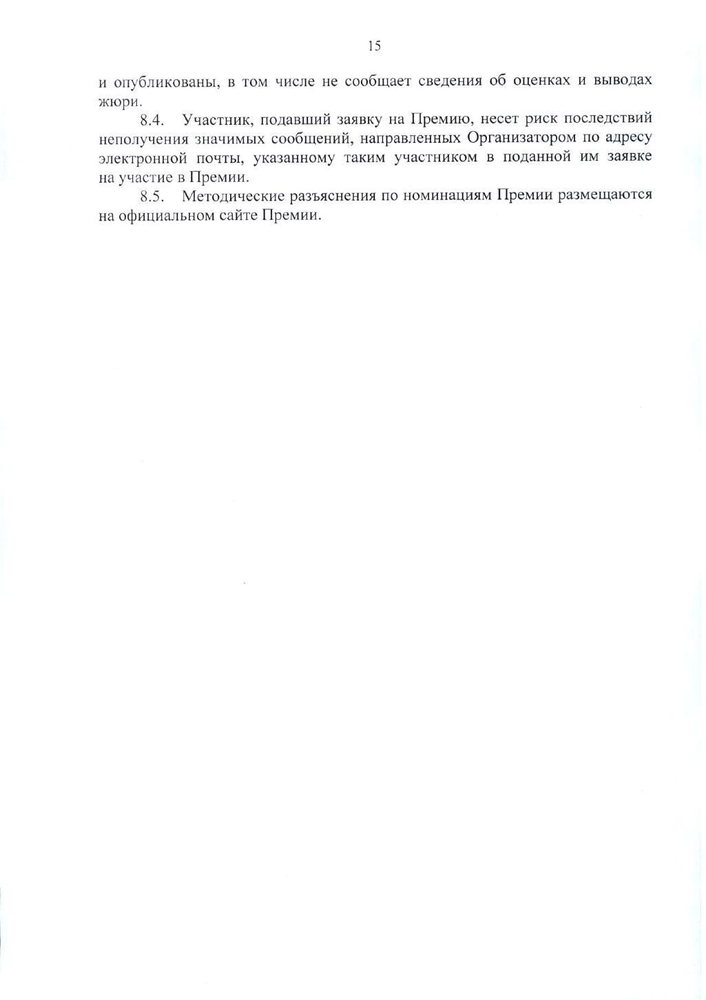 15
и опубликованы, в том числе не сообщает сведения об оценках и выводах
жюри.
8.4. Участник, подавший заявку на Премию, несет риск последствий
неполучения значимых сообщений, направленных Организатором по адресу
электронной почты, указанному таким участником в поданной им заявке
на участие в Премии.
8.5. Методические разъяснения по номинациям Премии размещаются
на официальном сайте Премии.